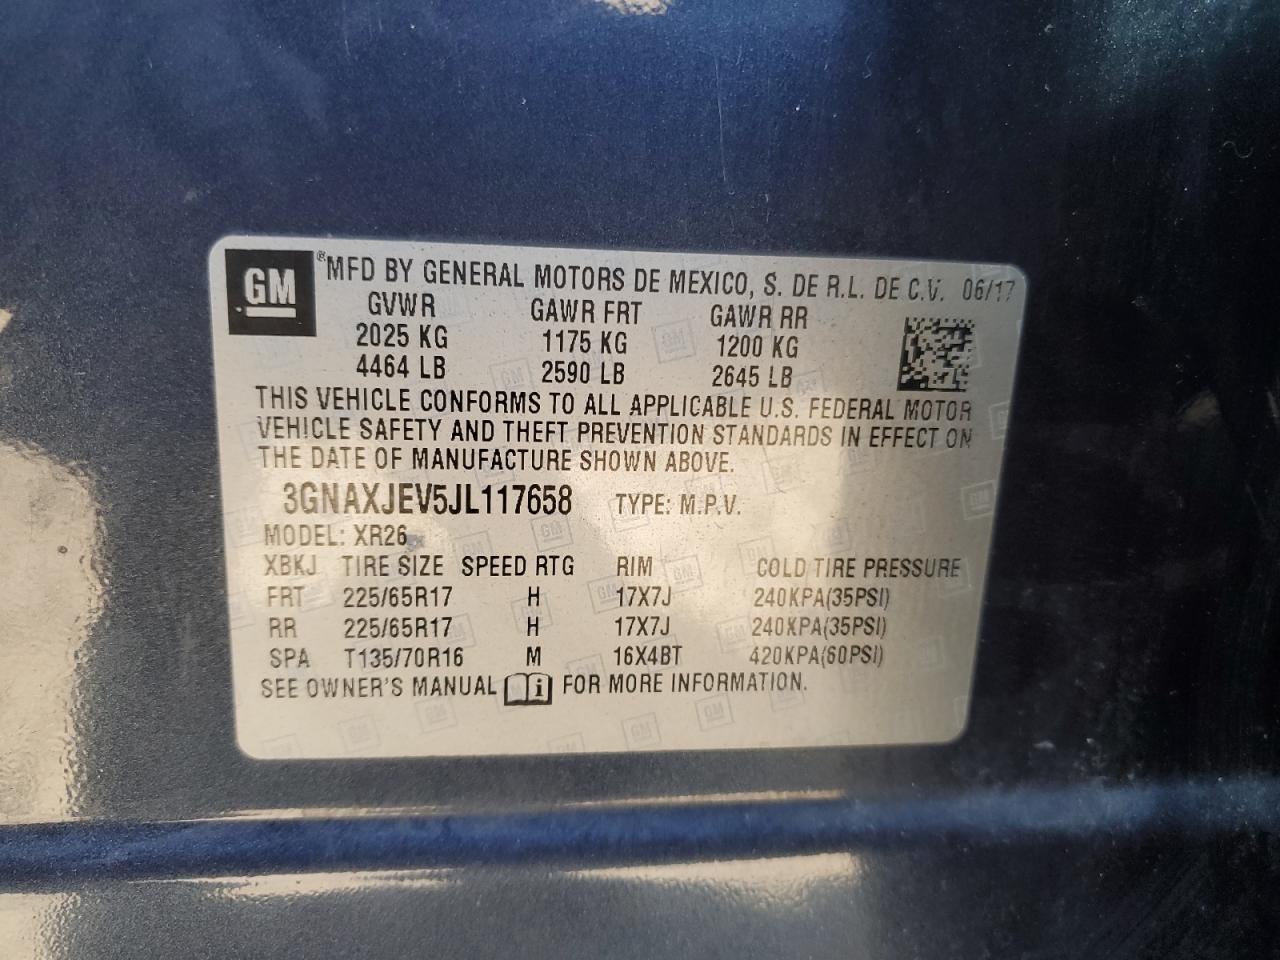 GM
®MFD BY GENERAL MOTORS DE MEXICO, S. DE R.L. DE C.V. 06/17
GVWR GAWR FRT GAWR RR
2025 KG 1175 KG 1200 KG
4464 LB 2590 LB 2645 LB
THIS VEHICLE CONFORMS TO ALL APPLICABLE U.S. FEDERAL MOTOR
VEHICLE SAFETY AND THEFT PREVENTION STANDARDS IN EFFECT ON
THE DATE OF MANUFACTURE SHOWN ABOVE.
3GNAXJEV5JL117658 TYPE: M.P.V.
MODEL: XR26
XBKJ TIRE SIZE SPEED RTG RIM COLD TIRE PRESSURE
FRT 225/65R17 H 17X7J 240KPA(35PSI)
RR 225/65R17 H 17X7J 240KPA(35PSI)
SPA T135/70R16 M 16X4BT 420KPA(60PSI)
SEE OWNER'S MANUAL i FOR MORE INFORMATION.